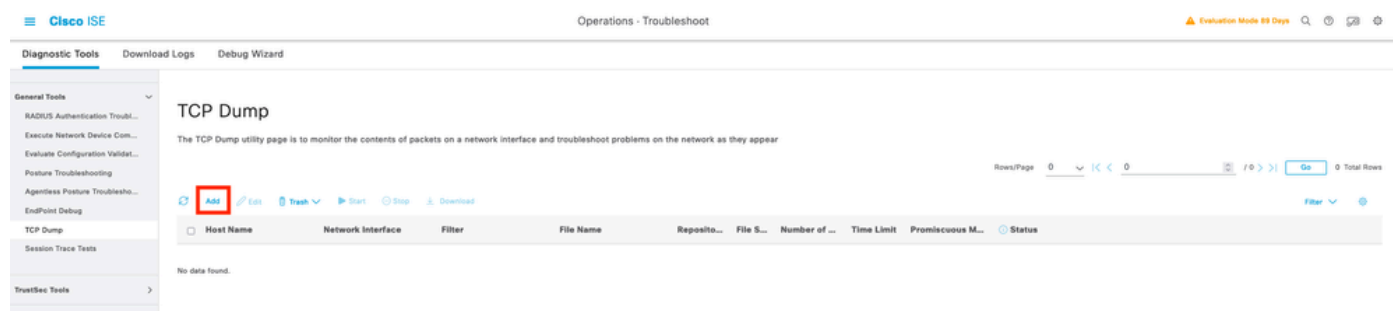 Cisco ISE
Operations - Troubleshoot
Evaluation Mode 89 Days
Diagnostic Tools Download Logs Debug Wizard
General Tools
RADIUS Authentication Troubl...
Execute Network Device Com...
Evaluate Configuration Validat...
Posture Troubleshooting
Agentless Posture Troublesho...
EndPoint Debug
TCP Dump
Session Trace Tests
TrustSec Tools
TCP Dump
The TCP Dump utility page is to monitor the contents of packets on a network interface and troubleshoot problems on the network as they appear
Rows/Page 0 |< < 0 / 0 > >| Go 0 Total Rows
Add Edit Trash Start Stop Download Filter
Host Name Network Interface Filter File Name Reposito... File S... Number of ... Time Limit Promiscuous M... Status
No data found.